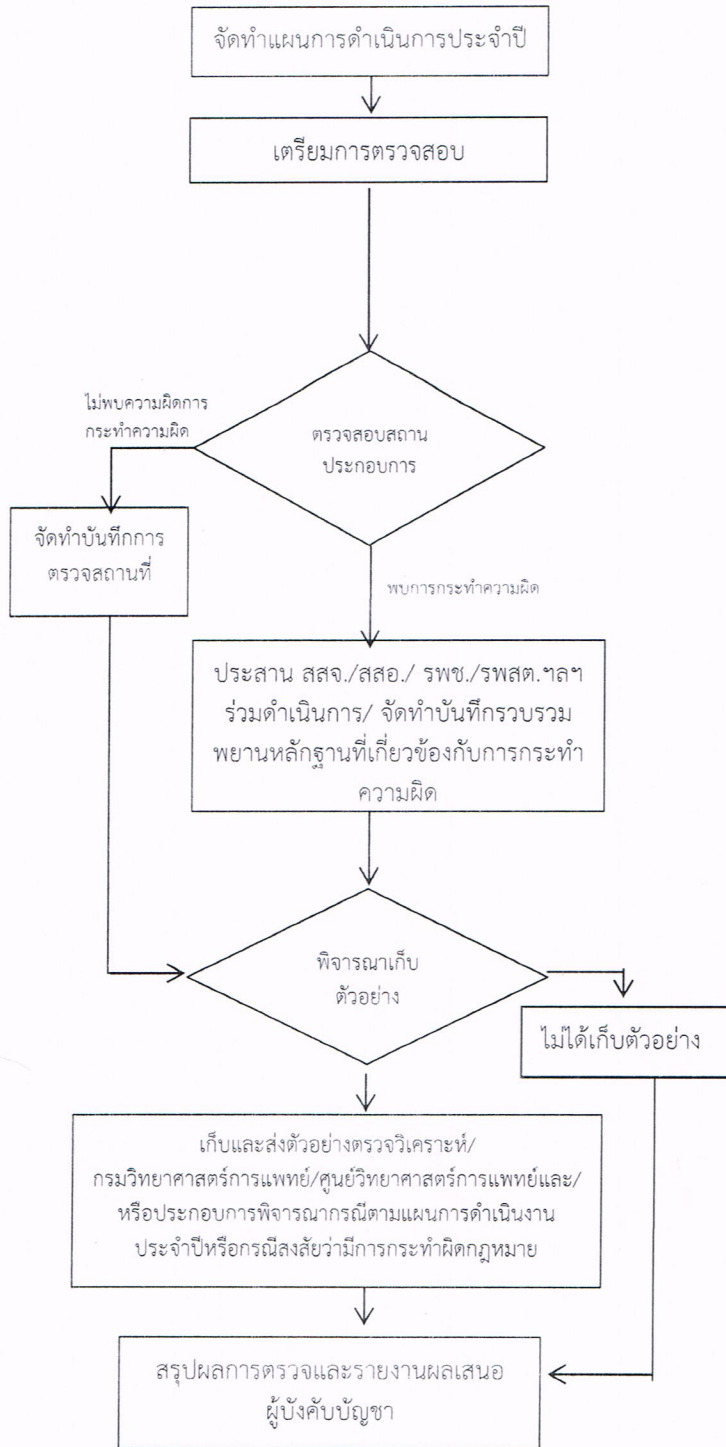 จัดทำแผนการดำเนินการประจำปี
เตรียมการตรวจสอบ
ไม่พบความผิดการ
กระทำความผิด
ตรวจสอบสถาน
ประกอบการ
จัดทำบันทึกการ
ตรวจสถานที่
พบการกระทำความผิด
ประสาน สสจ./สสอ./ รพช./รพสต.ฯลฯ
ร่วมดำเนินการ/ จัดทำบันทึกรวบรวม
พยานหลักฐานที่เกี่ยวข้องกับการกระทำ
ความผิด
พิจารณาเก็บ
ตัวอย่าง
ไม่ได้เก็บตัวอย่าง
เก็บและส่งตัวอย่างตรวจวิเคราะห์/
กรมวิทยาศาสตร์การแพทย์/ศูนย์วิทยาศาสตร์การแพทย์และ/
หรือประกอบการพิจารณากรณีตามแผนการดำเนินงาน
ประจำปีหรือกรณีสงสัยว่ามีการกระทำผิดกฎหมาย
สรุปผลการตรวจและรายงานผลเสนอ
ผู้บังคับบัญชา